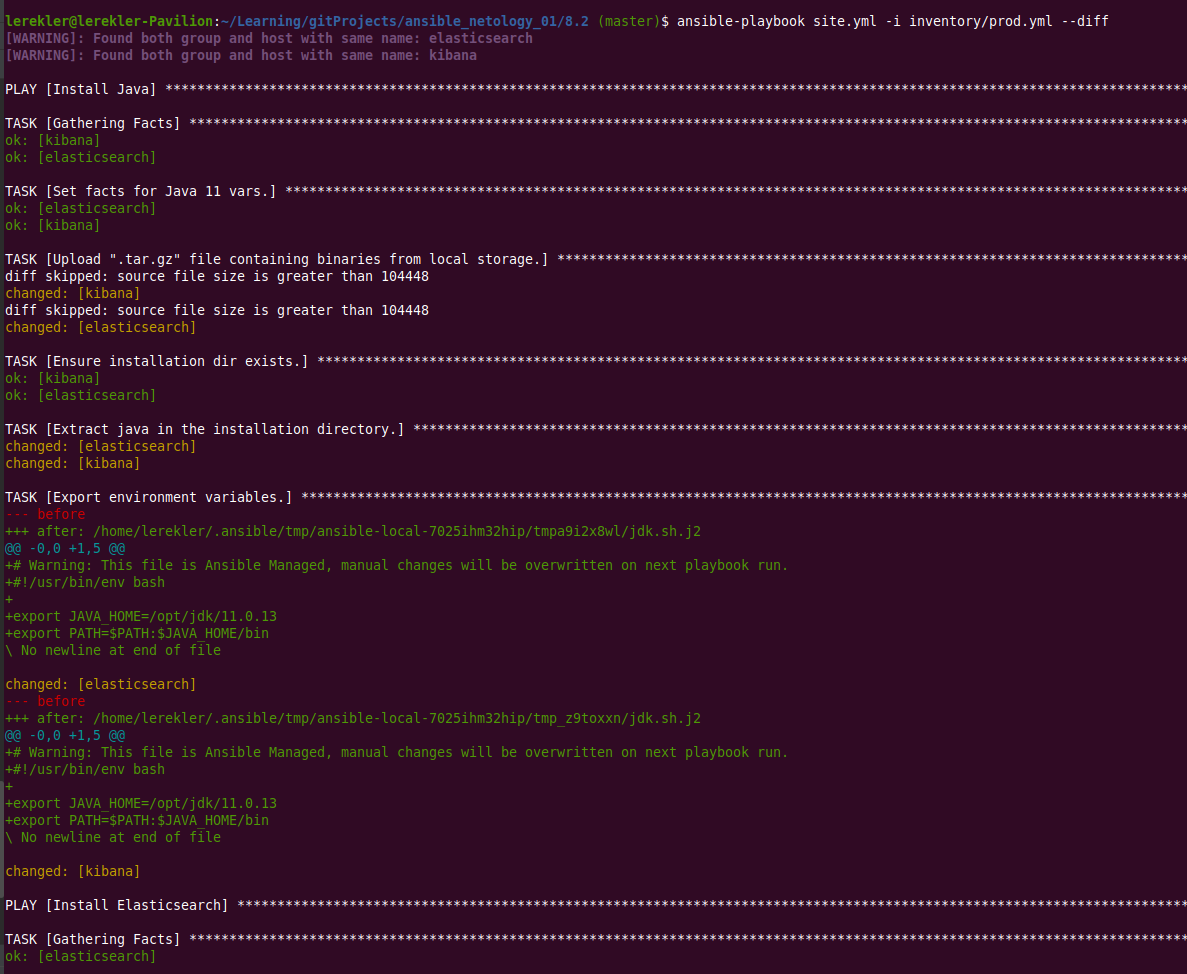 lerekler@lerekler-Pavilion:~/Learning/gitProjects/ansible_netology_01/8.2 (master)$ ansible-playbook site.yml -i inventory/prod.yml --diff
[WARNING]: Found both group and host with same name: elasticsearch
[WARNING]: Found both group and host with same name: kibana
PLAY [Install Java] ********************************************************************************************************************************
TASK [Gathering Facts] *****************************************************************************************************************************
ok: [kibana]
ok: [elasticsearch]
TASK [Set facts for Java 11 vars.] *****************************************************************************************************************
ok: [elasticsearch]
ok: [kibana]
TASK [Upload ".tar.gz" file containing binaries from local storage.] *******************************************************************************
diff skipped: source file size is greater than 104448
changed: [kibana]
diff skipped: source file size is greater than 104448
changed: [elasticsearch]
TASK [Ensure installation dir exists.] *************************************************************************************************************
ok: [kibana]
ok: [elasticsearch]
TASK [Extract java in the installation directory.] *************************************************************************************************
changed: [elasticsearch]
changed: [kibana]
TASK [Export environment variables.] ***************************************************************************************************************
--- before
+++ after: /home/lerekler/.ansible/tmp/ansible-local-7025ihm32hip/tmpa9i2x8wl/jdk.sh.j2
@@ -0,0 +1,5 @@
+# Warning: This file is Ansible Managed, manual changes will be overwritten on next playbook run.
+#!/usr/bin/env bash
+
+export JAVA_HOME=/opt/jdk/11.0.13
+export PATH=$PATH:$JAVA_HOME/bin
\ No newline at end of file
changed: [elasticsearch]
--- before
+++ after: /home/lerekler/.ansible/tmp/ansible-local-7025ihm32hip/tmp_z9toxxn/jdk.sh.j2
@@ -0,0 +1,5 @@
+# Warning: This file is Ansible Managed, manual changes will be overwritten on next playbook run.
+#!/usr/bin/env bash
+
+export JAVA_HOME=/opt/jdk/11.0.13
+export PATH=$PATH:$JAVA_HOME/bin
\ No newline at end of file
changed: [kibana]
PLAY [Install Elasticsearch] ***********************************************************************************************************************
TASK [Gathering Facts] *****************************************************************************************************************************
ok: [elasticsearch]